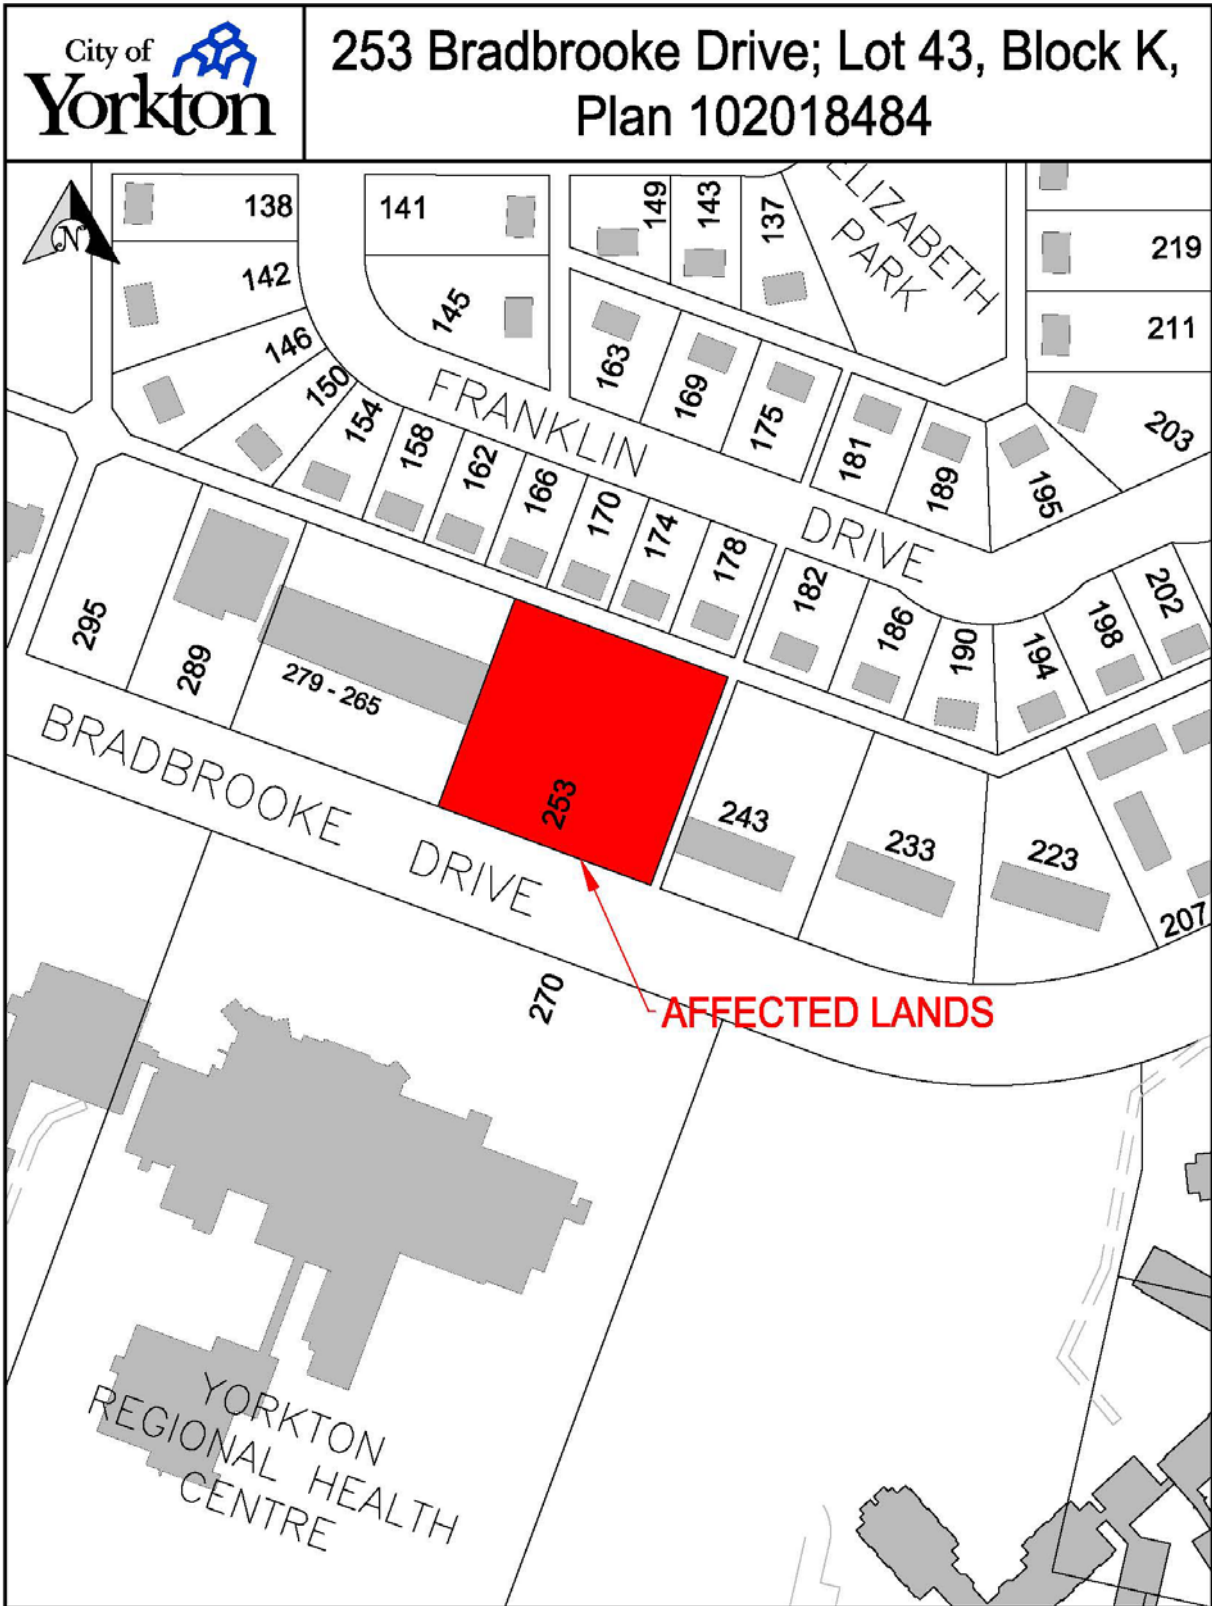 City of
Yorkton
253 Bradbrooke Drive; Lot 43, Block K,
Plan 102018484
N
138
141
149
143
137
ELIZABETH
PARK
219
142
145
211
146
163
169
175
150
154
158
162
166
170
174
178
181
189
195
203
FRANKLIN
DRIVE
182
186
190
194
198
202
295
289
279 - 265
253
243
233
223
207
BRADBROOKE
DRIVE
270
AFFECTED LANDS
YORKTON
REGIONAL HEALTH
CENTRE